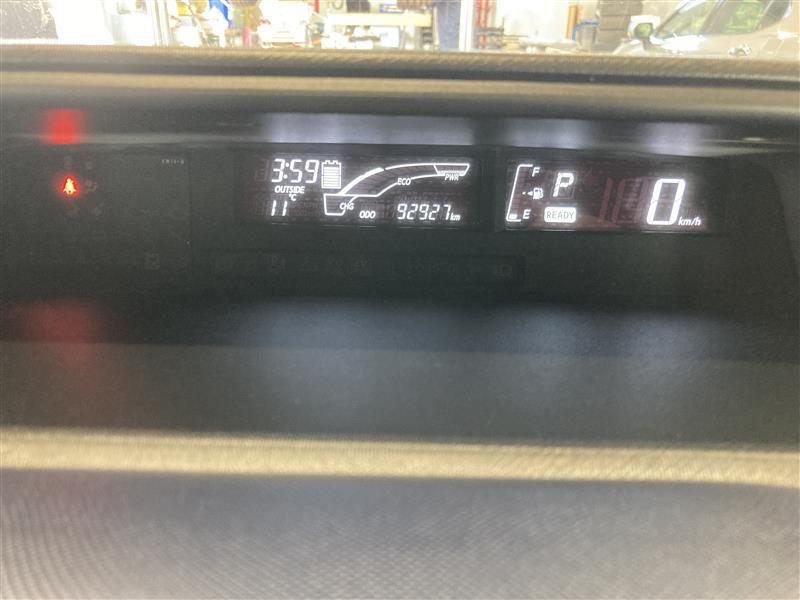 3:59
OUTSIDE
°C
11
CHG
ECO
PWR
ODO 92927 km
F
E
P
READY
0 km/h